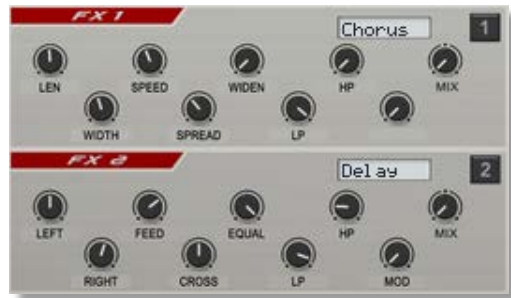 FX 1
Chorus
1
LEN SPEED WIDEN HP MIX
WIDTH SPREAD LP
FX 2
Delay
2
LEFT FEED EQUAL HP MIX
RIGHT CROSS LP MOD